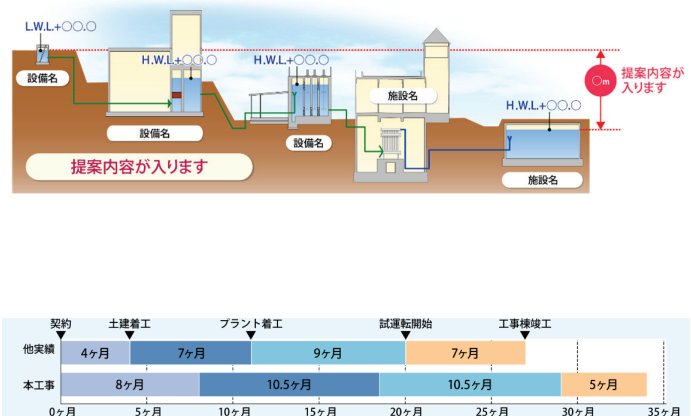 L.W.L.+○○.○
設備名
H.W.L.+○○.○
設備名
H.W.L.+○○.○
設備名
施設名
H.W.L.+○○.○
施設名
○m
提案内容が
入ります
提案内容が入ります
契約 土建着工 プラント着工 試運転開始 工事棟竣工
他実績 4ヶ月 7ヶ月 9ヶ月 7ヶ月
本工事 8ヶ月 10.5ヶ月 10.5ヶ月 5ヶ月
0ヶ月 5ヶ月 10ヶ月 15ヶ月 20ヶ月 25ヶ月 30ヶ月 35ヶ月